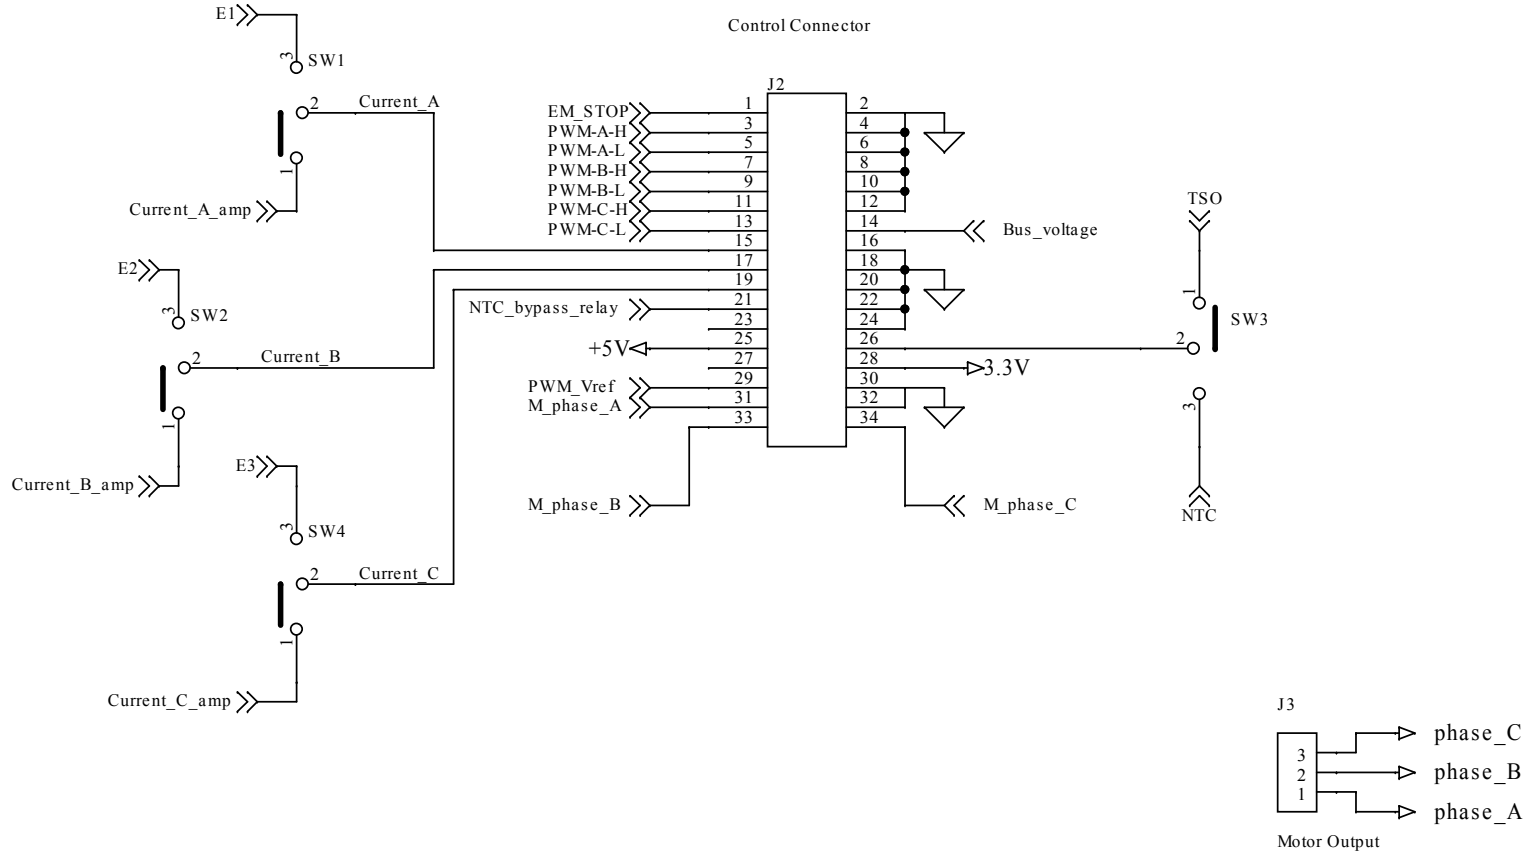 Control Connector
E1
3
SW1
2
Current_A
1
Current_A_amp
E2
3
SW2
2
Current_B
1
Current_B_amp
E3
3
SW4
2
Current_C
1
Current_C_amp
J2
EM_STOP 1 2
PWM-A-H 3 4
PWM-A-L 5 6
PWM-B-H 7 8
PWM-B-L 9 10
PWM-C-H 11 12
PWM-C-L 13 14 Bus_voltage
15 16
17 18
19 20
NTC_bypass_relay 21 22
23 24
+5V 25 26
27 28 3.3V
PWM_Vref 29 30
M_phase_A 31 32
33 34
M_phase_B M_phase_C
TSO
1
SW3
2
3
NTC
J3
3 phase_C
2 phase_B
1 phase_A
Motor Output